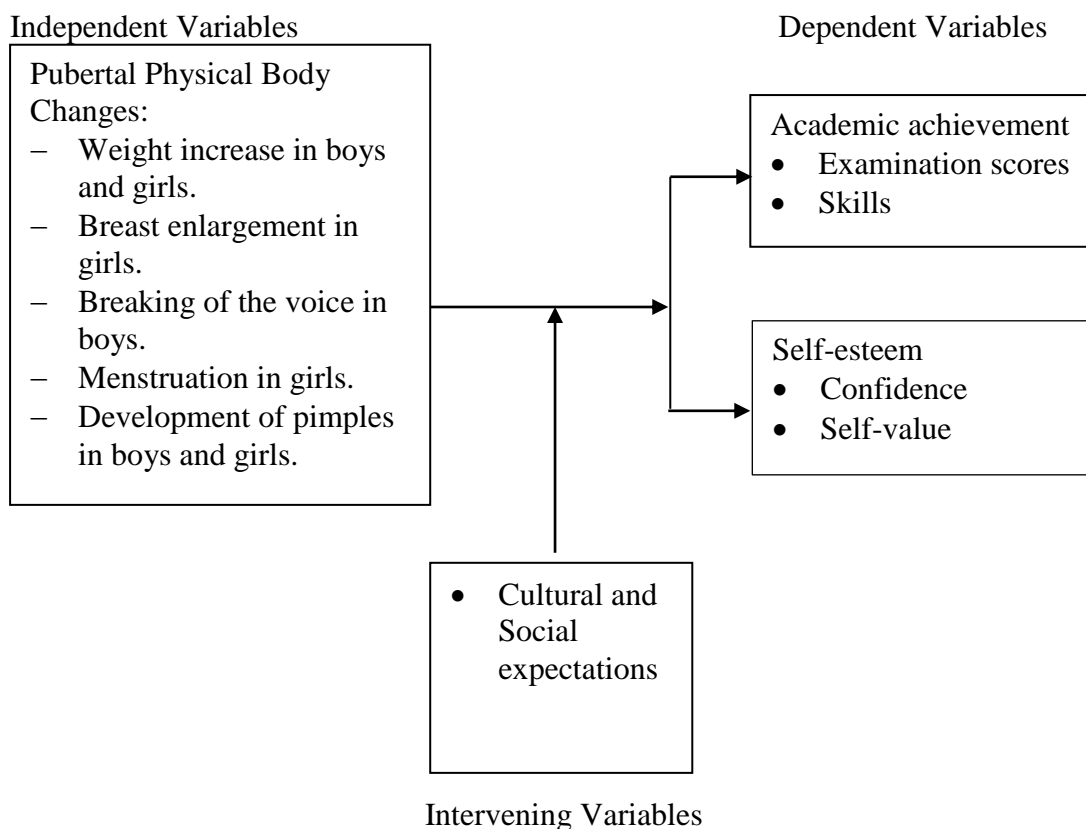 Independent Variables
Pubertal Physical Body
Changes:
– Weight increase in boys
and girls.
– Breast enlargement in
girls.
– Breaking of the voice in
boys.
– Menstruation in girls.
– Development of pimples
in boys and girls.
Dependent Variables
Academic achievement
• Examination scores
• Skills
Self-esteem
• Confidence
• Self-value
• Cultural and
Social
expectations
Intervening Variables